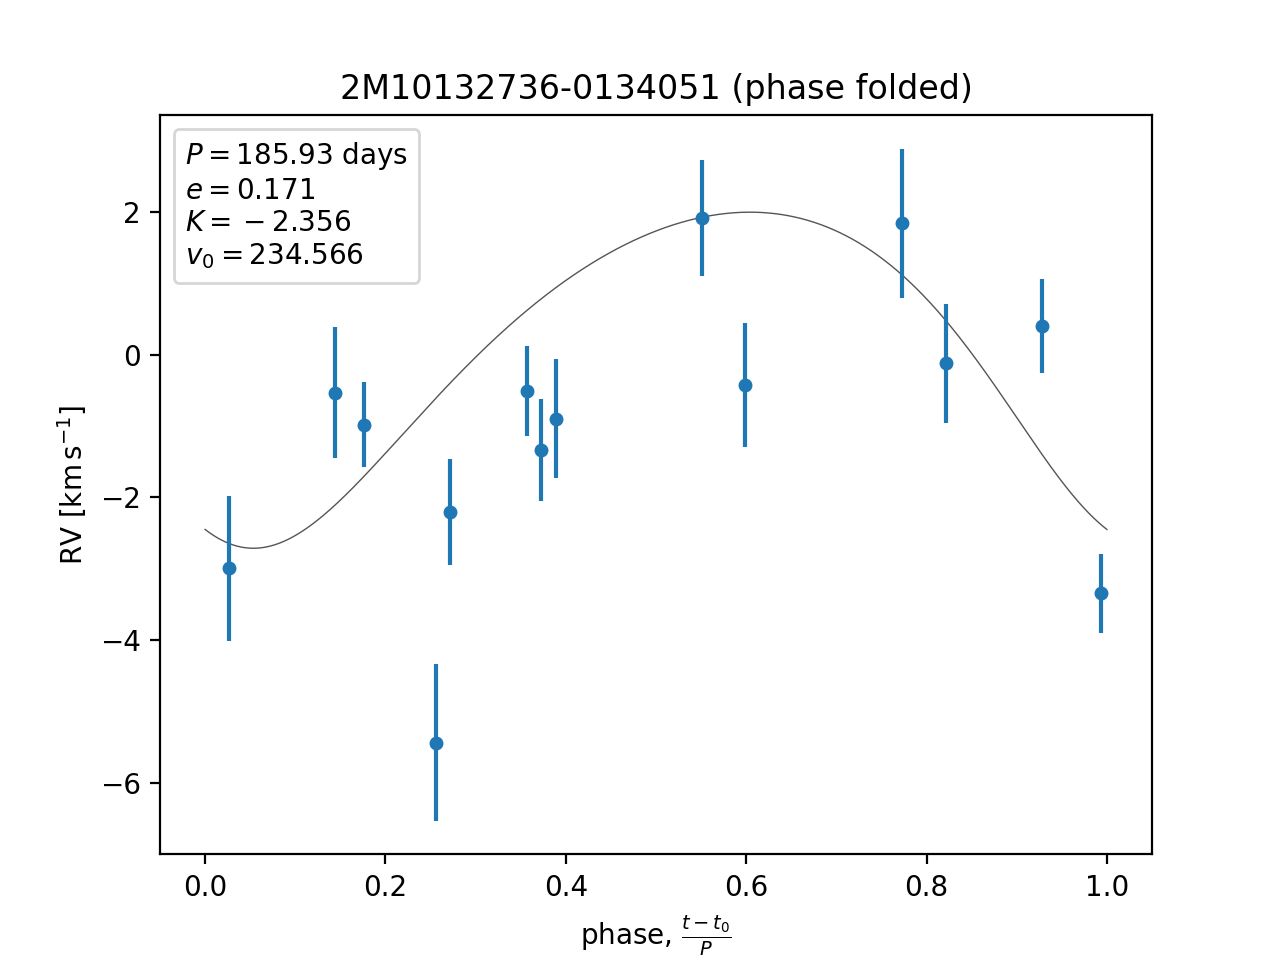 2M10132736-0134051 (phase folded)
P = 185.93 days
e = 0.171
K = −2.356
v₀ = 234.566
RV [km s⁻¹]
2
0
−2
−4
−6
0.0 0.2 0.4 0.6 0.8 1.0
phase, (t − t₀)/P